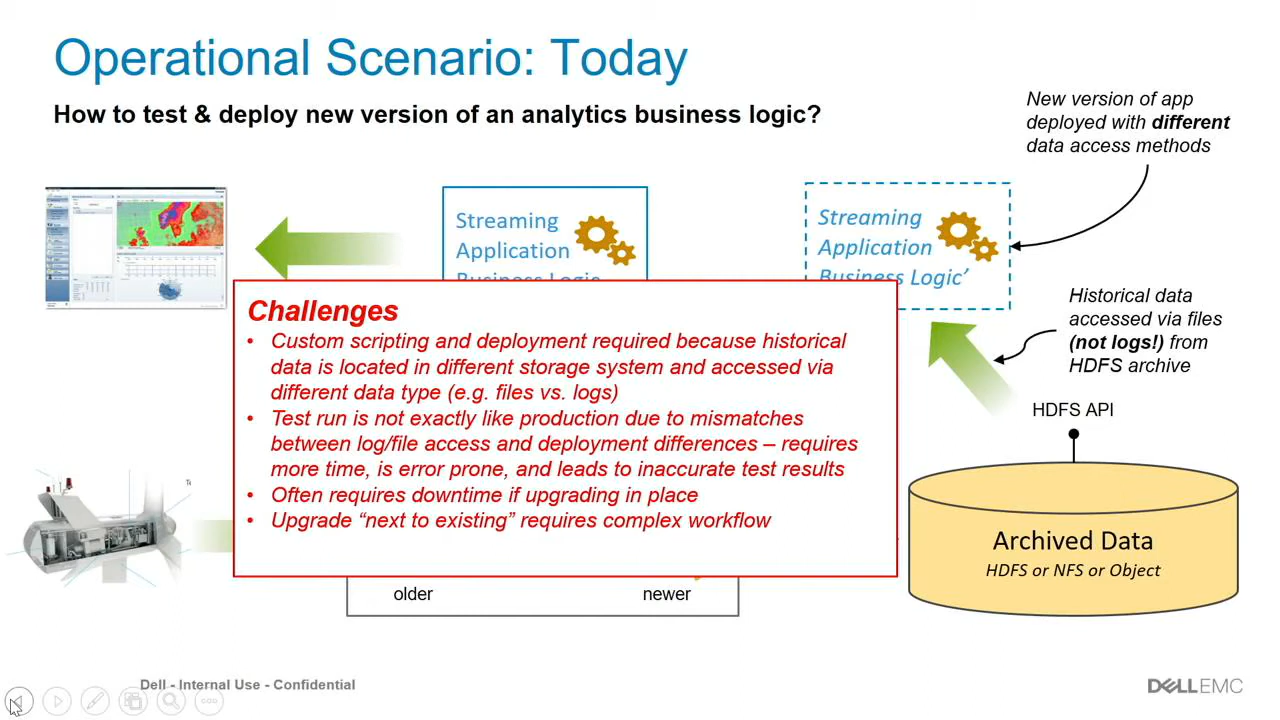 Operational Scenario: Today
How to test & deploy new version of an analytics business logic?
New version of app
deployed with different
data access methods
Streaming
Application
Business Logic
Streaming
Application
Business Logic’
Challenges
• Custom scripting and deployment required because historical
data is located in different storage system and accessed via
different data type (e.g. files vs. logs)
• Test run is not exactly like production due to mismatches
between log/file access and deployment differences – requires
more time, is error prone, and leads to inaccurate test results
• Often requires downtime if upgrading in place
• Upgrade “next to existing” requires complex workflow
Historical data
accessed via files
(not logs!) from
HDFS archive
HDFS API
Archived Data
HDFS or NFS or Object
older
newer
Dell - Internal Use - Confidential
DELLEMC